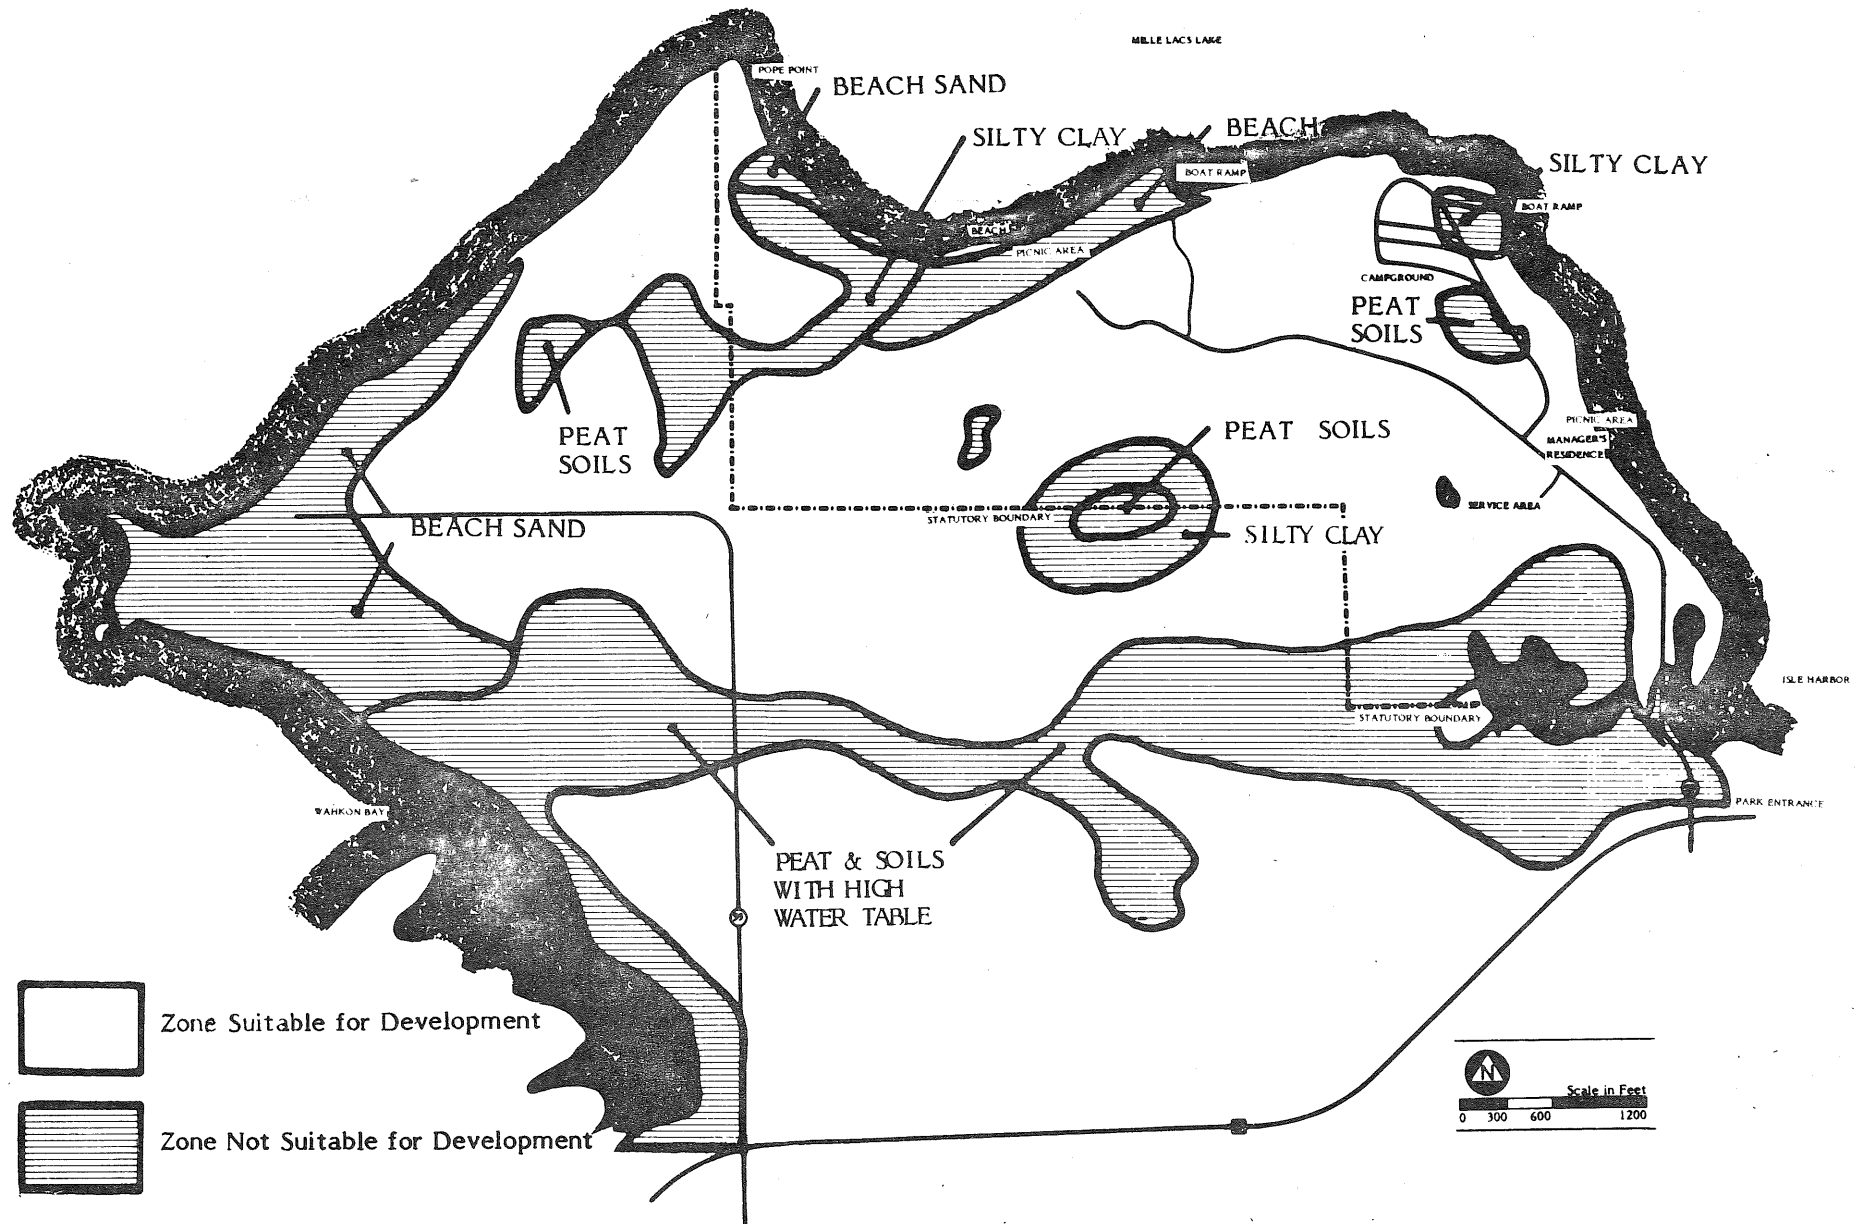 MILLE LACS LAKE
POPE POINT
BEACH SAND
SILTY CLAY
BEACH
BOAT RAMP
SILTY CLAY
BOAT RAMP
BEACH
PICNIC AREA
CAMPGROUND
PEAT
SOILS
PEAT
SOILS
PEAT SOILS
PICNIC AREA
MANAGER'S
RESIDENCE
SERVICE AREA
BEACH SAND
STATUTORY BOUNDARY
SILTY CLAY
ISLE HARBOR
STATUTORY BOUNDARY
PARK ENTRANCE
WAHKON BAY
PEAT & SOILS
WITH HIGH
WATER TABLE
Zone Suitable for Development
Zone Not Suitable for Development
N
Scale in Feet
0 300 600 1200